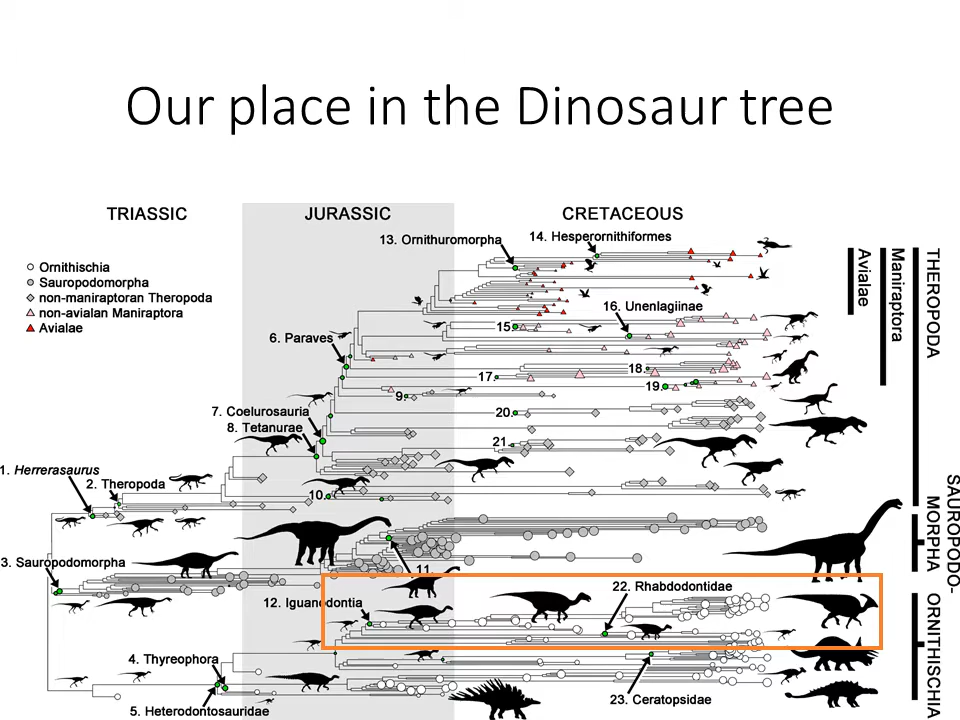 Our place in the Dinosaur tree
TRIASSIC
JURASSIC
CRETACEOUS
13. Ornithuromorpha
14. Hesperornithiformes
Ornithischia
Sauropodomorpha
non-maniraptoran Theropoda
non-avialan Maniraptora
Avialae
16. Unenlagiinae
15
6. Paraves
18
17
19
9
7. Coelurosauria
20
8. Tetanurae
21
1. Herrerasaurus
2. Theropoda
10
3. Sauropodomorpha
11
22. Rhabdodontidae
12. Iguanodontia
4. Thyreophora
23. Ceratopsidae
5. Heterodontosauridae
Avialae
Maniraptora
THEROPODA
SAUROPODO-
MORPHA
ORNITHISCHIA